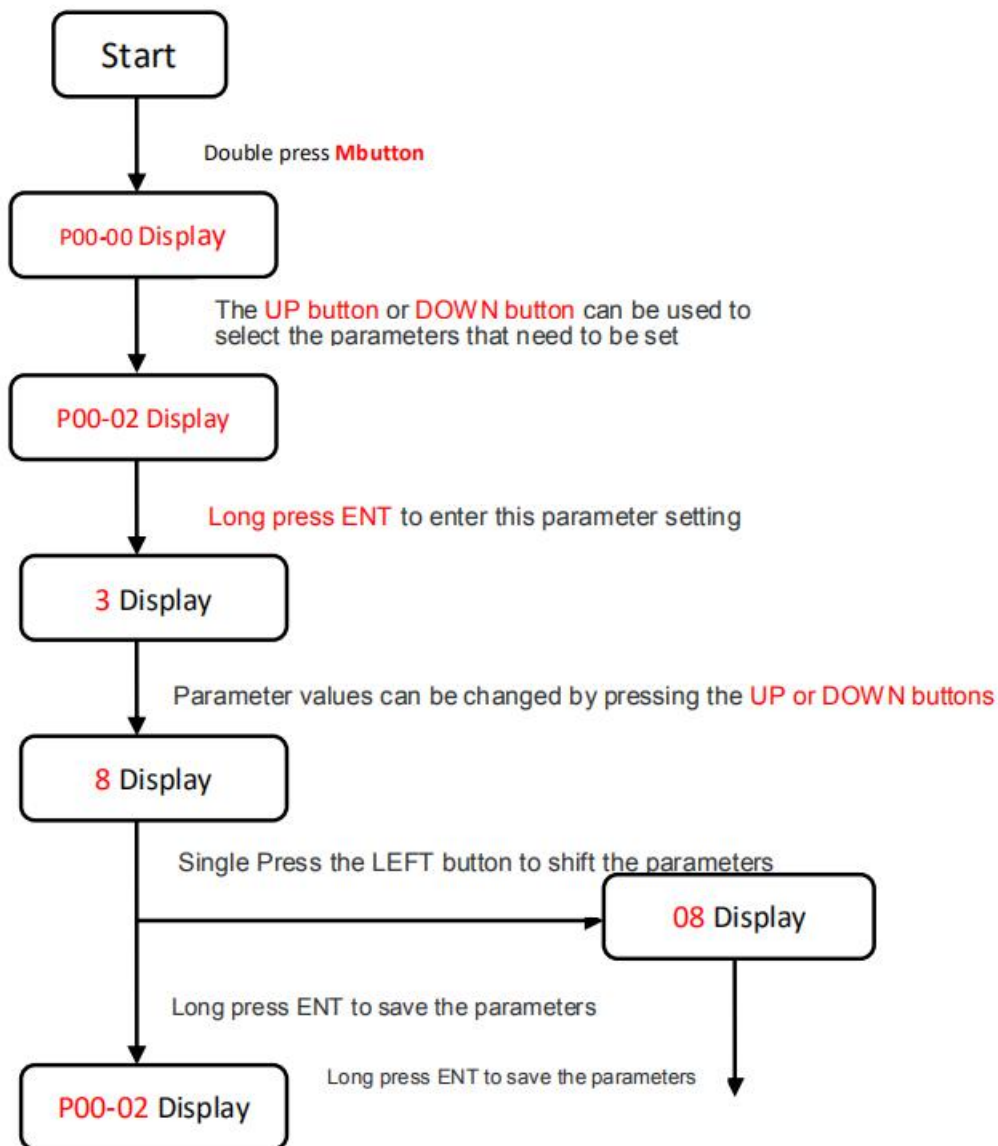 Start
Double press Mbutton
P00-00 Display
The UP button or DOWN button can be used to
select the parameters that need to be set
P00-02 Display
Long press ENT to enter this parameter setting
3 Display
Parameter values can be changed by pressing the UP or DOWN buttons
8 Display
Single Press the LEFT button to shift the parameters
08 Display
Long press ENT to save the parameters
Long press ENT to save the parameters
P00-02 Display